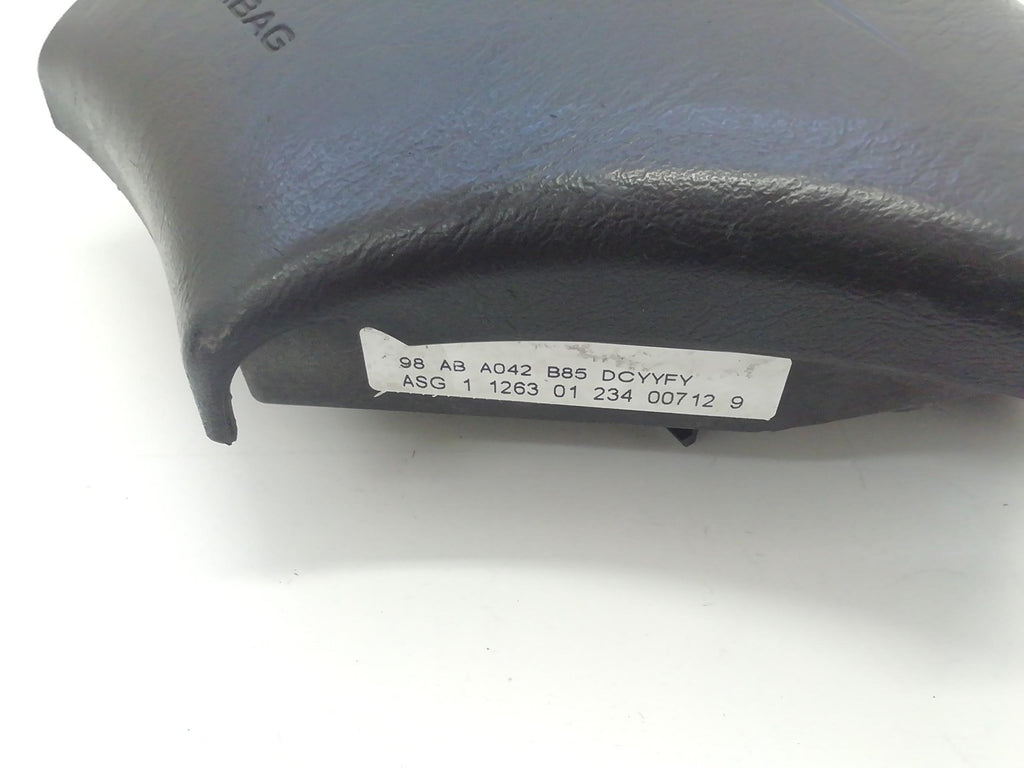 BAG
98 AB A042 B85 DCYYFY
ASG 1 1263 01 234 00712 9